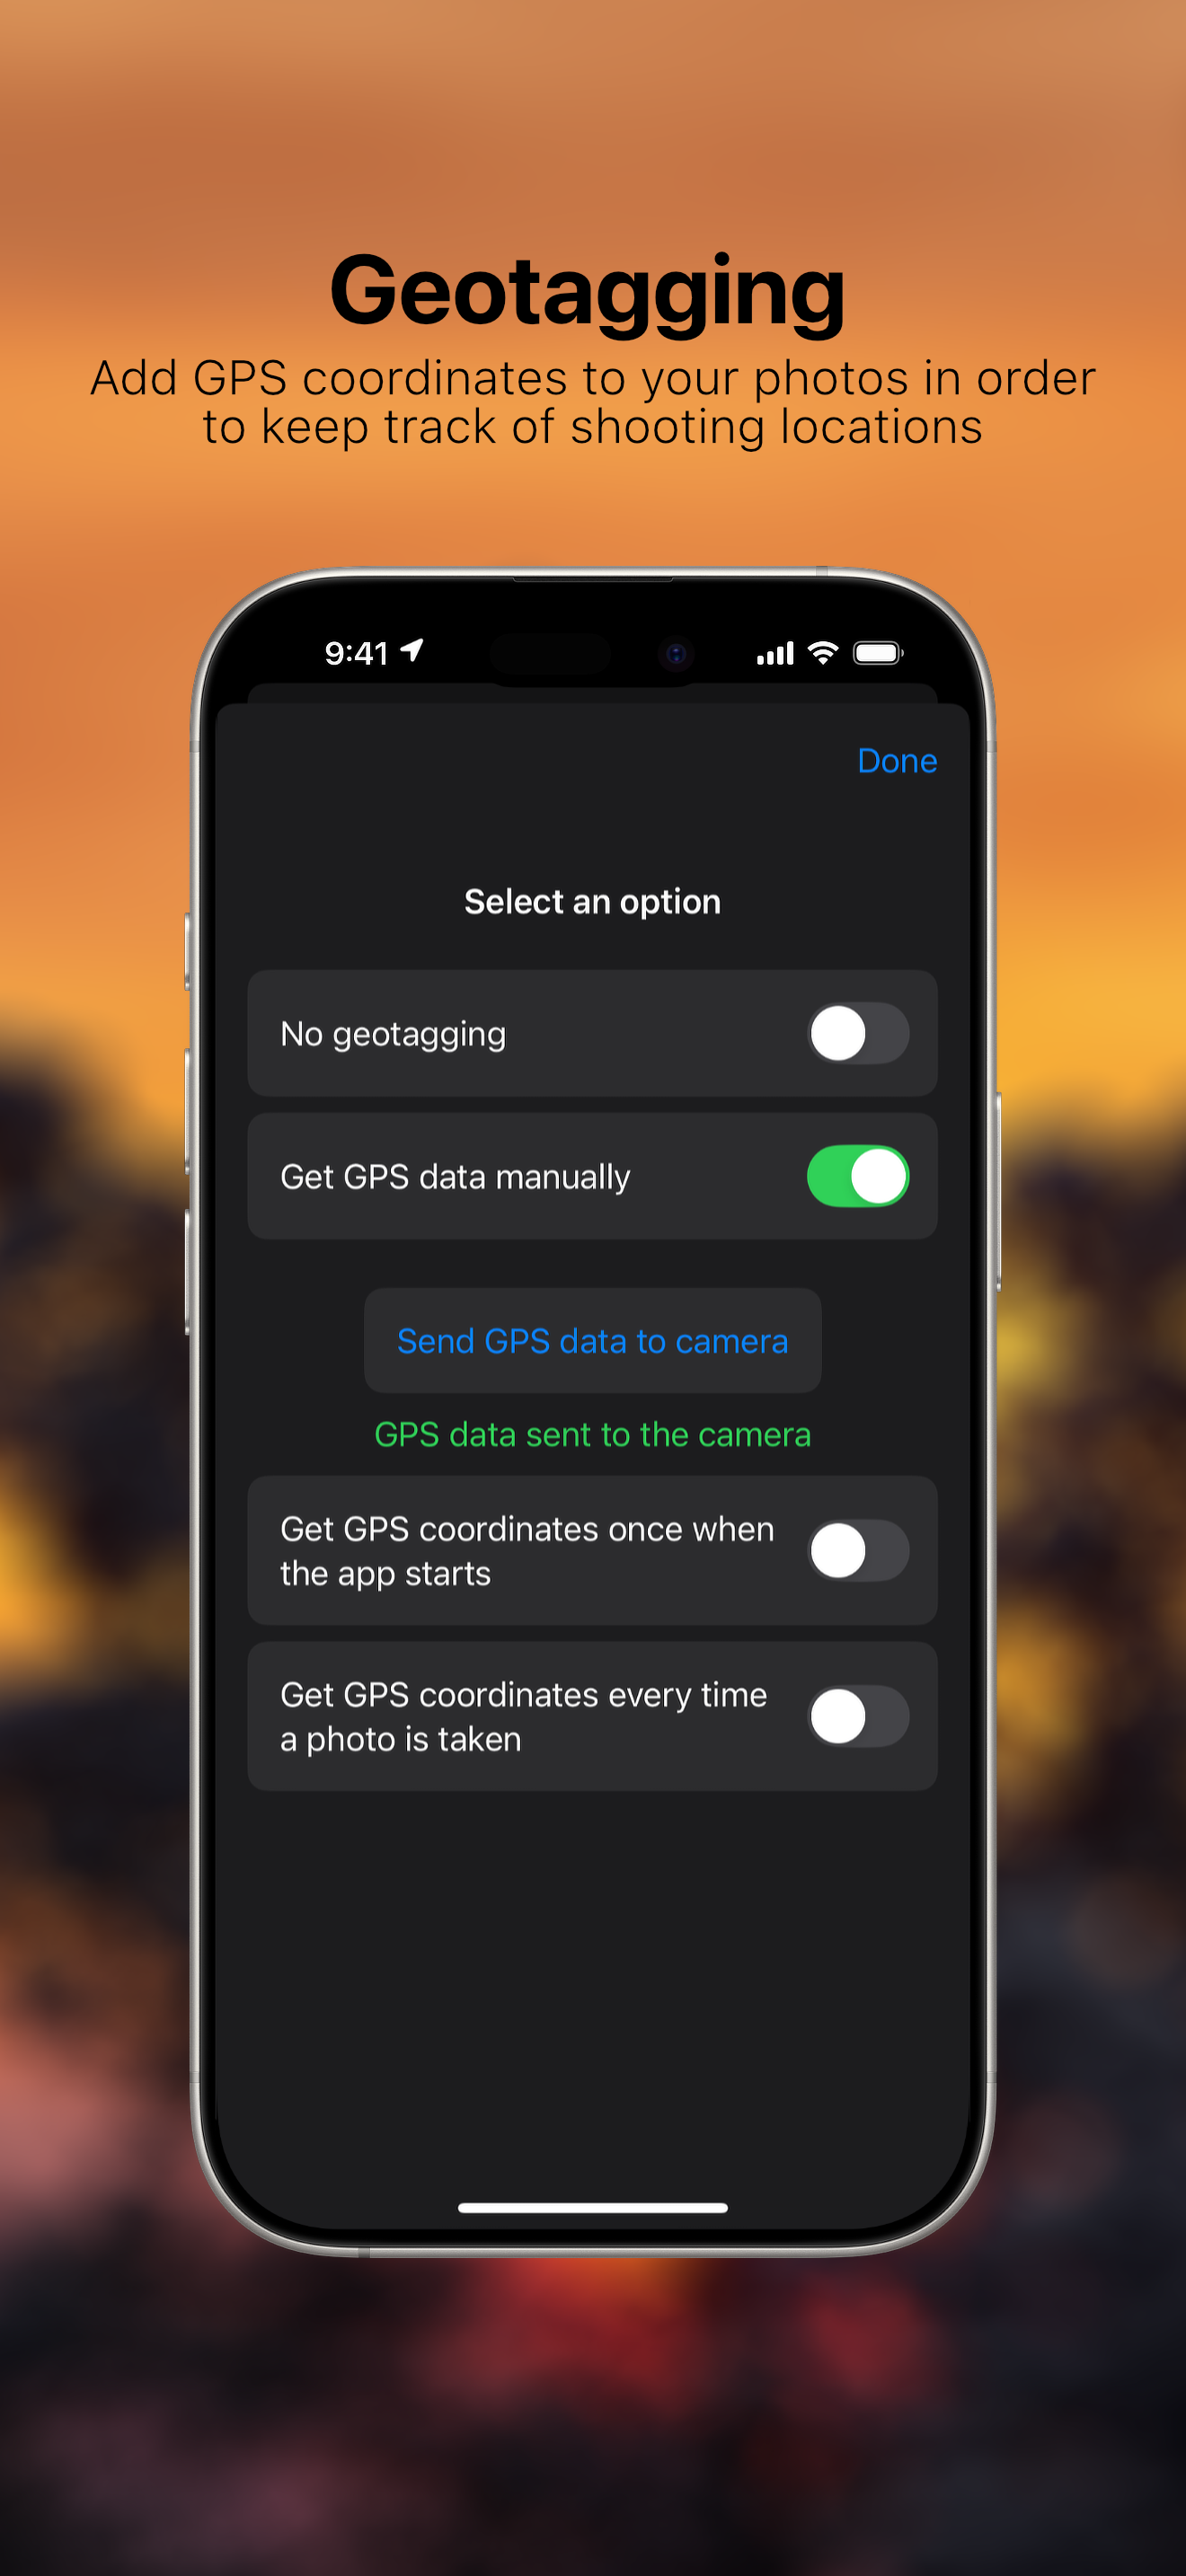 Geotagging
Add GPS coordinates to your photos in order
to keep track of shooting locations
9:41
Done
Select an option
No geotagging
Get GPS data manually
Send GPS data to camera
GPS data sent to the camera
Get GPS coordinates once when
the app starts
Get GPS coordinates every time
a photo is taken